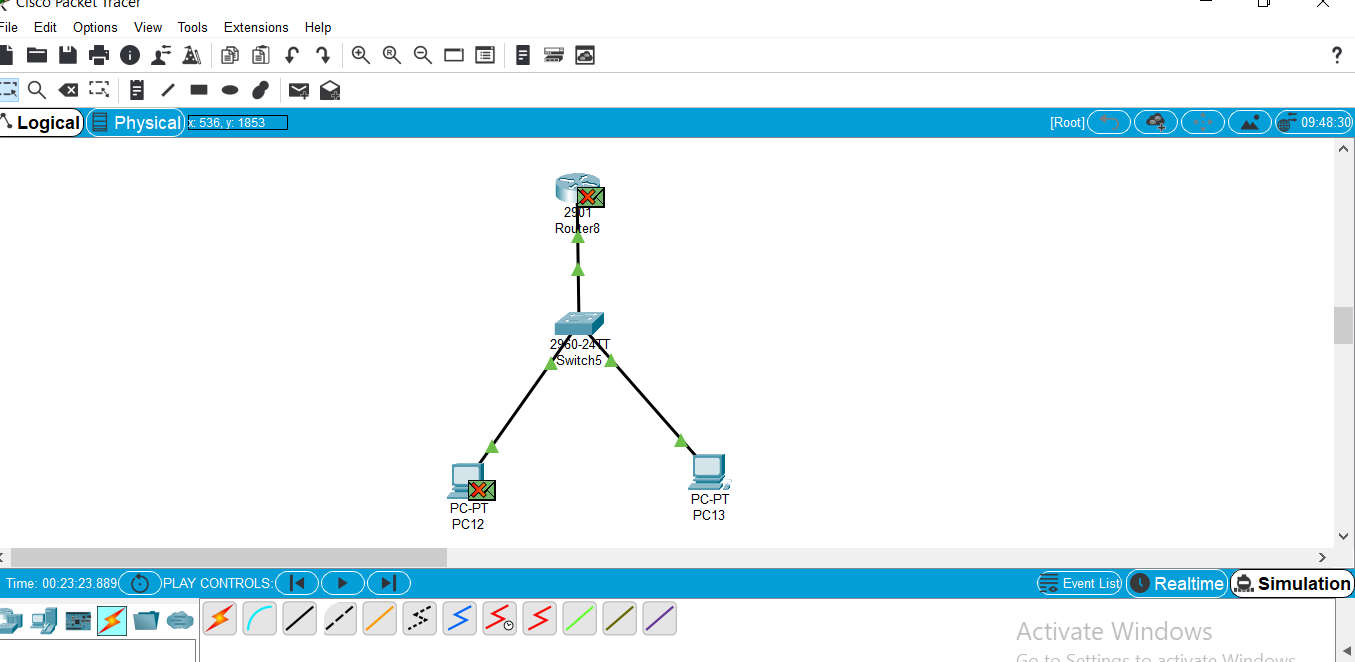 Cisco Packet Tracer
File Edit Options View Tools Extensions Help
Logical Physical x: 536, y: 1853 [Root] 09:48:30
2901
Router8
2960-24TT
Switch5
PC-PT
PC12
PC-PT
PC13
Time: 00:23:23.889 PLAY CONTROLS: Event List Realtime Simulation
Activate Windows
Go to Settings to activate Windows.